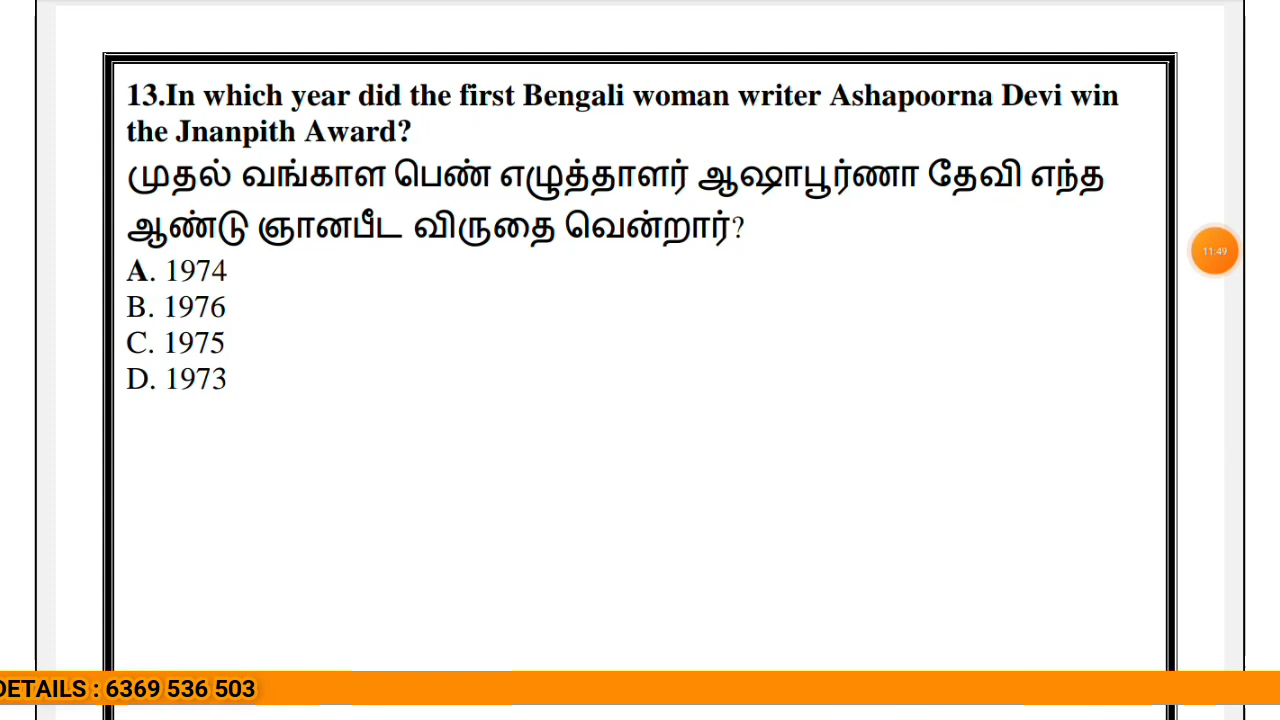 13.In which year did the first Bengali woman writer Ashapoorna Devi win
the Jnanpith Award?
முதல் வங்காள பெண் எழுத்தாளர் ஆஷாபூர்ணா தேவி எந்த
ஆண்டு ஞானபீட விருதை வென்றார்?
A. 1974
B. 1976
C. 1975
D. 1973
11:49
DETAILS : 6369 536 503